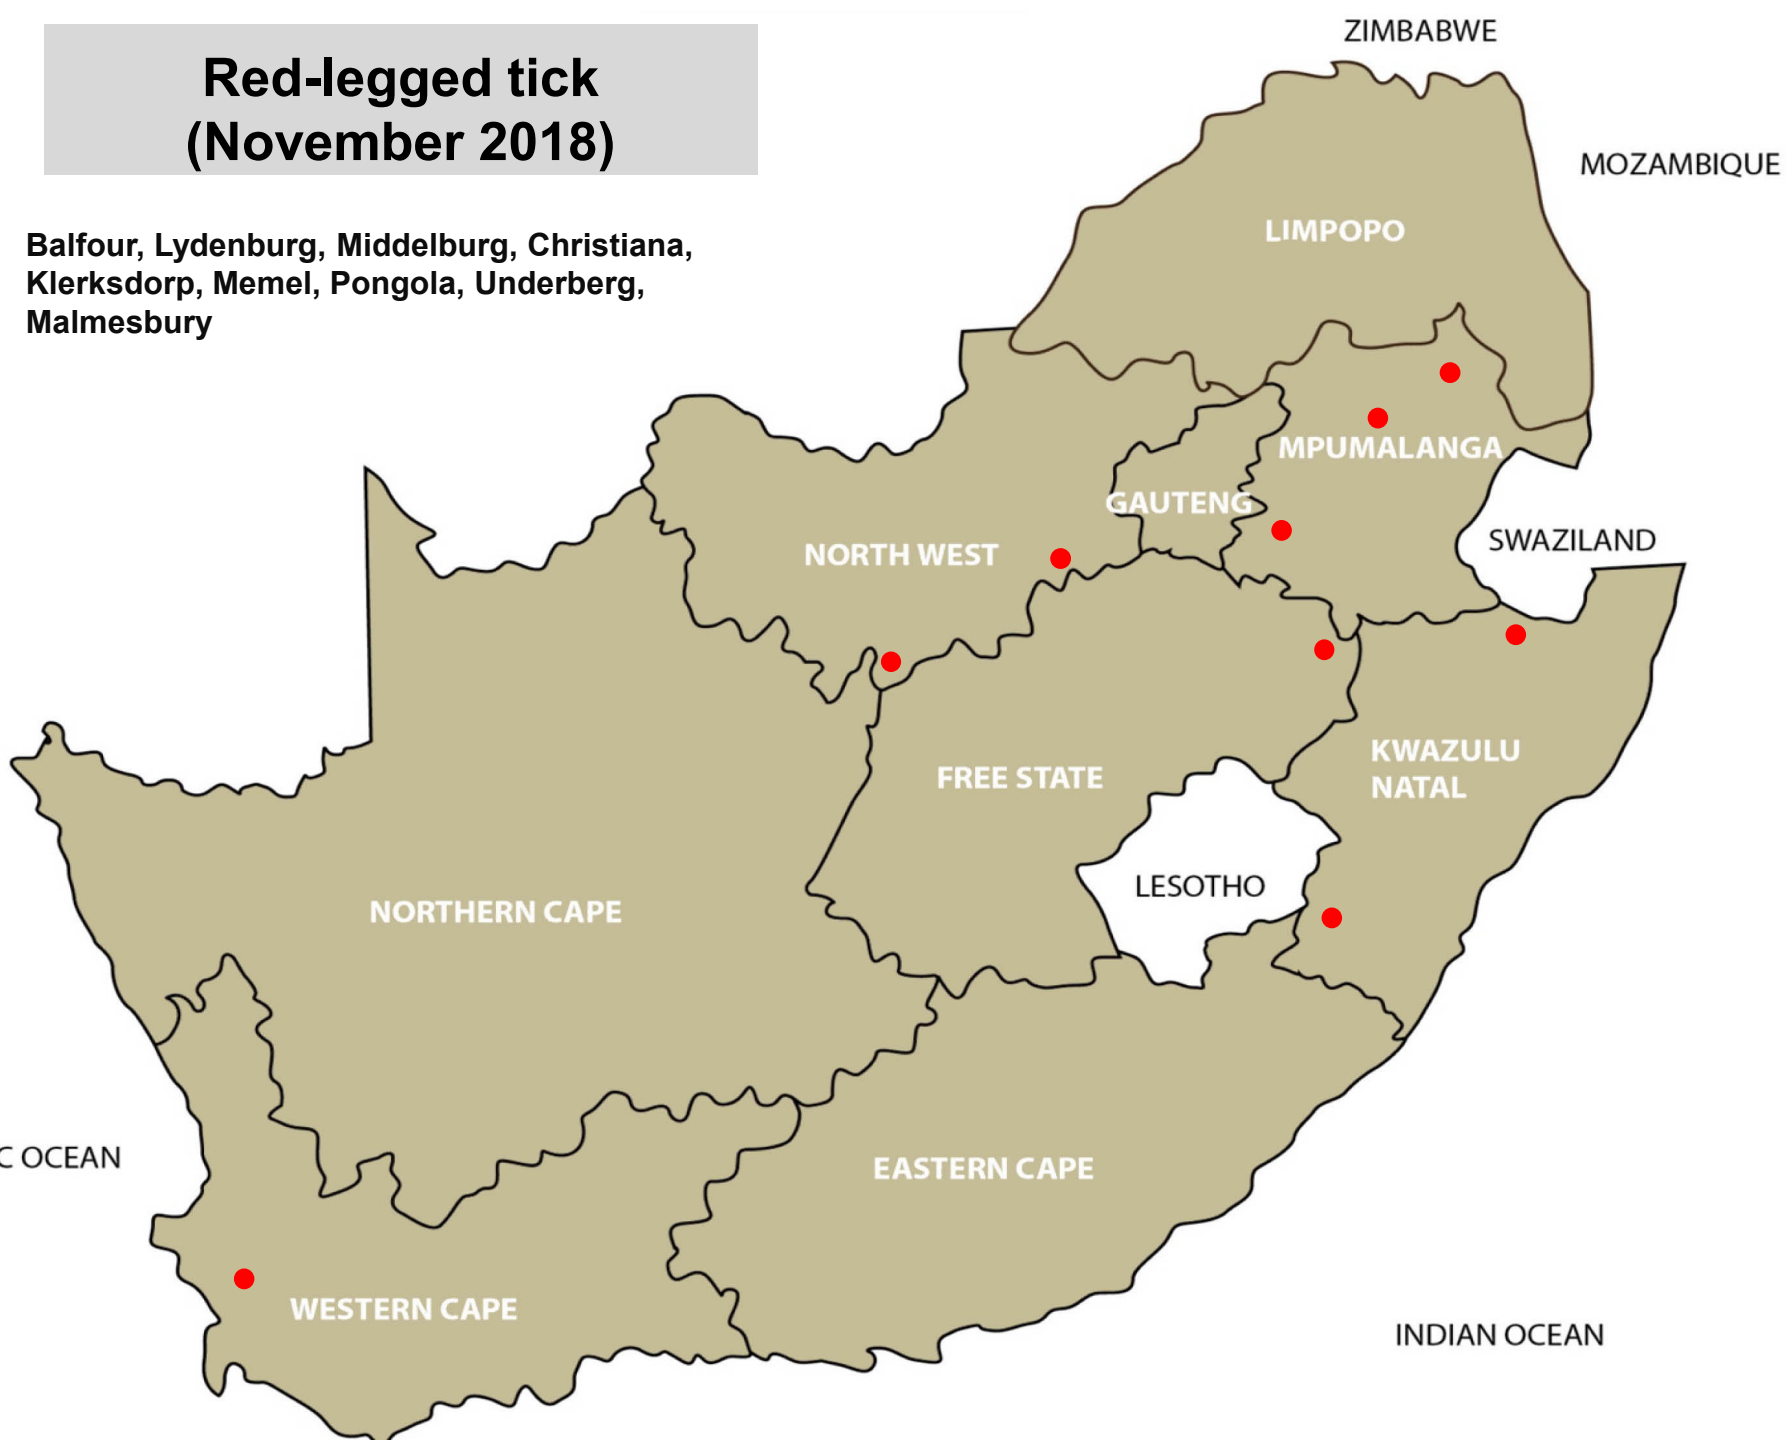 Red-legged tick
(November 2018)
Balfour, Lydenburg, Middelburg, Christiana,
Klerksdorp, Memel, Pongola, Underberg,
Malmesbury
ZIMBABWE
MOZAMBIQUE
LIMPOPO
MPUMALANGA
GAUTENG
SWAZILAND
NORTH WEST
KWAZULU
NATAL
FREE STATE
LESOTHO
NORTHERN CAPE
C OCEAN
EASTERN CAPE
WESTERN CAPE
INDIAN OCEAN